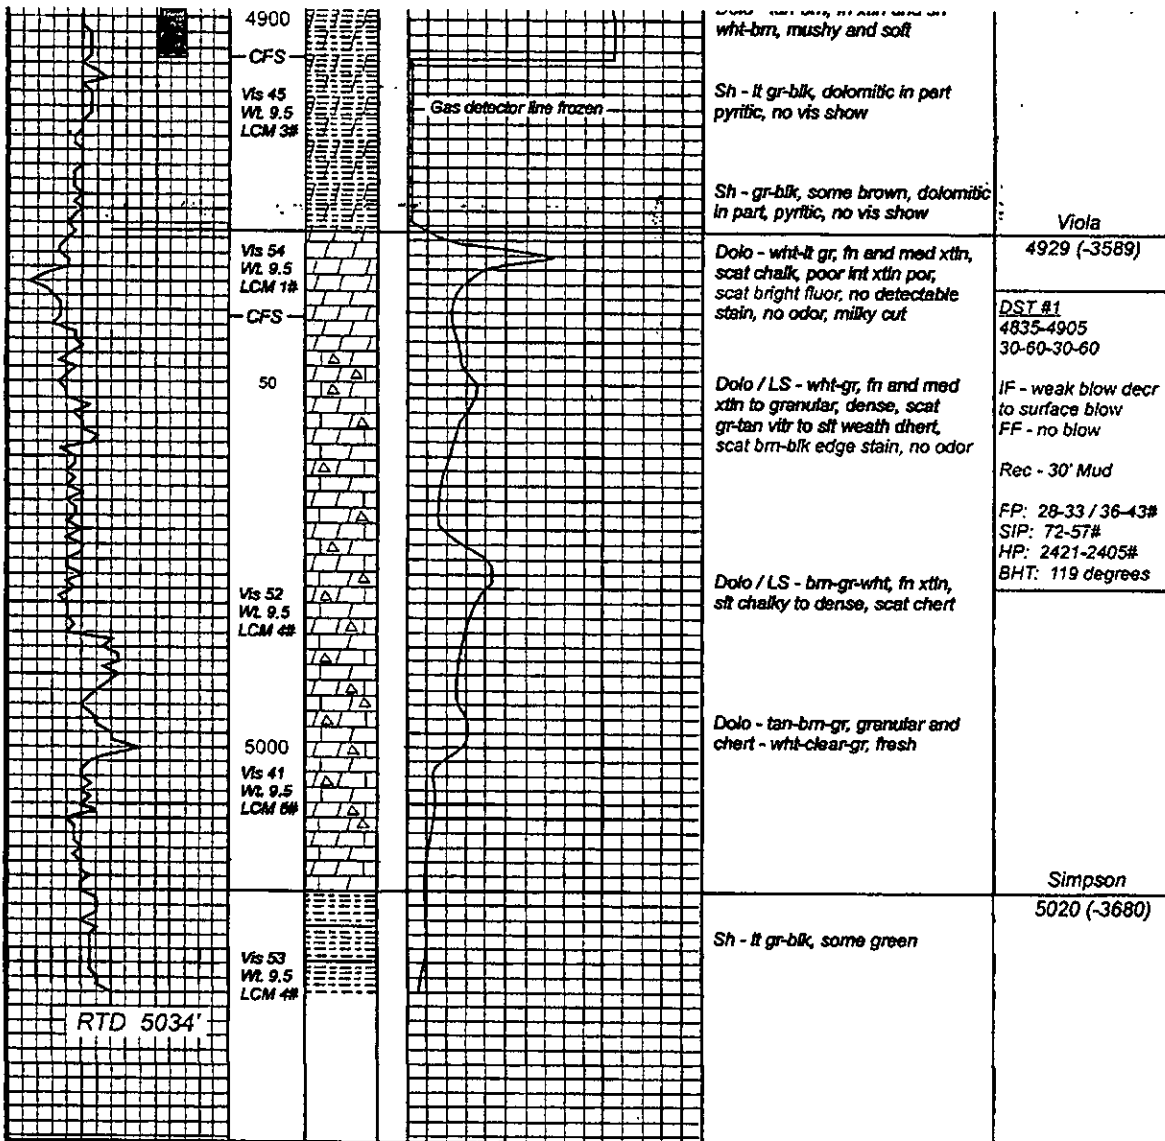 4900
CFS
Vis 45
Wt. 9.5
LCM 3#
Vis 54
Wt. 9.5
LCM 1#
CFS
50
Vis 52
Wt. 9.5
LCM 4#
5000
Vis 41
Wt. 9.5
LCM 6#
Vis 53
Wt. 9.5
LCM 4#
RTD 5034'
Gas detector line frozen
wht-brn, mushy and soft
Sh - lt gr-blk, dolomitic in part
pyritic, no vis show
Sh - gr-blk, some brown, dolomitic
in part, pyritic, no vis show
Dolo - wht-lt gr, fn and med xtln,
scat chalk, poor int xtln por,
scat bright fluor, no detectable
stain, no odor, milky cut
Dolo / LS - wht-gr, fn and med
xtln to granular, dense, scat
gr-tan vitr to slt weath chert,
scat brn-blk edge stain, no odor
Dolo / LS - brn-gr-wht, fn xtln,
slt chalky to dense, scat chert
Dolo - tan-brn-gr, granular and
chert - wht-clear-gr, fresh
Sh - lt gr-blk, some green
Viola
4929 (-3589)
DST #1
4835-4905
30-60-30-60
IF - weak blow decr
to surface blow
FF - no blow
Rec - 30' Mud
FP: 28-33 / 36-43#
SIP: 72-57#
HP: 2421-2405#
BHT: 119 degrees
Simpson
5020 (-3680)